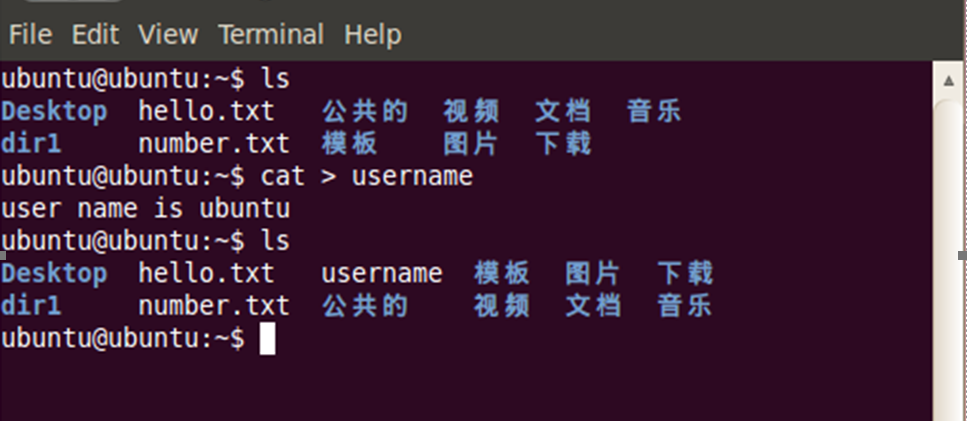 File Edit View Terminal Help
ubuntu@ubuntu:~$ ls
Desktop hello.txt 公共的 视频 文档 音乐
dir1 number.txt 模板 图片 下载
ubuntu@ubuntu:~$ cat > username
user name is ubuntu
ubuntu@ubuntu:~$ ls
Desktop hello.txt username 模板 图片 下载
dir1 number.txt 公共的 视频 文档 音乐
ubuntu@ubuntu:~$